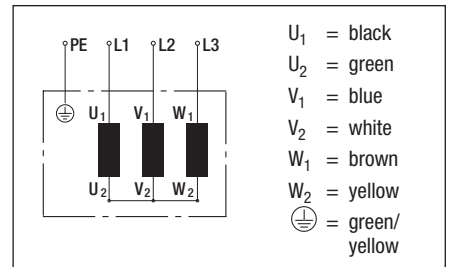 PE L1 L2 L3
U₁ V₁ W₁
U₂ V₂ W₂
U₁ = black
U₂ = green
V₁ = blue
V₂ = white
W₁ = brown
W₂ = yellow
= green/
yellow